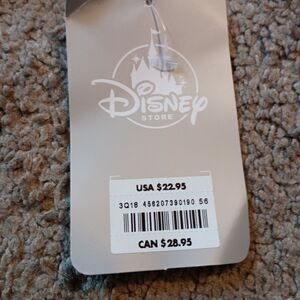 Disney
STORE
USA $22.95
3Q18 456207390190 56
CAN $28.95